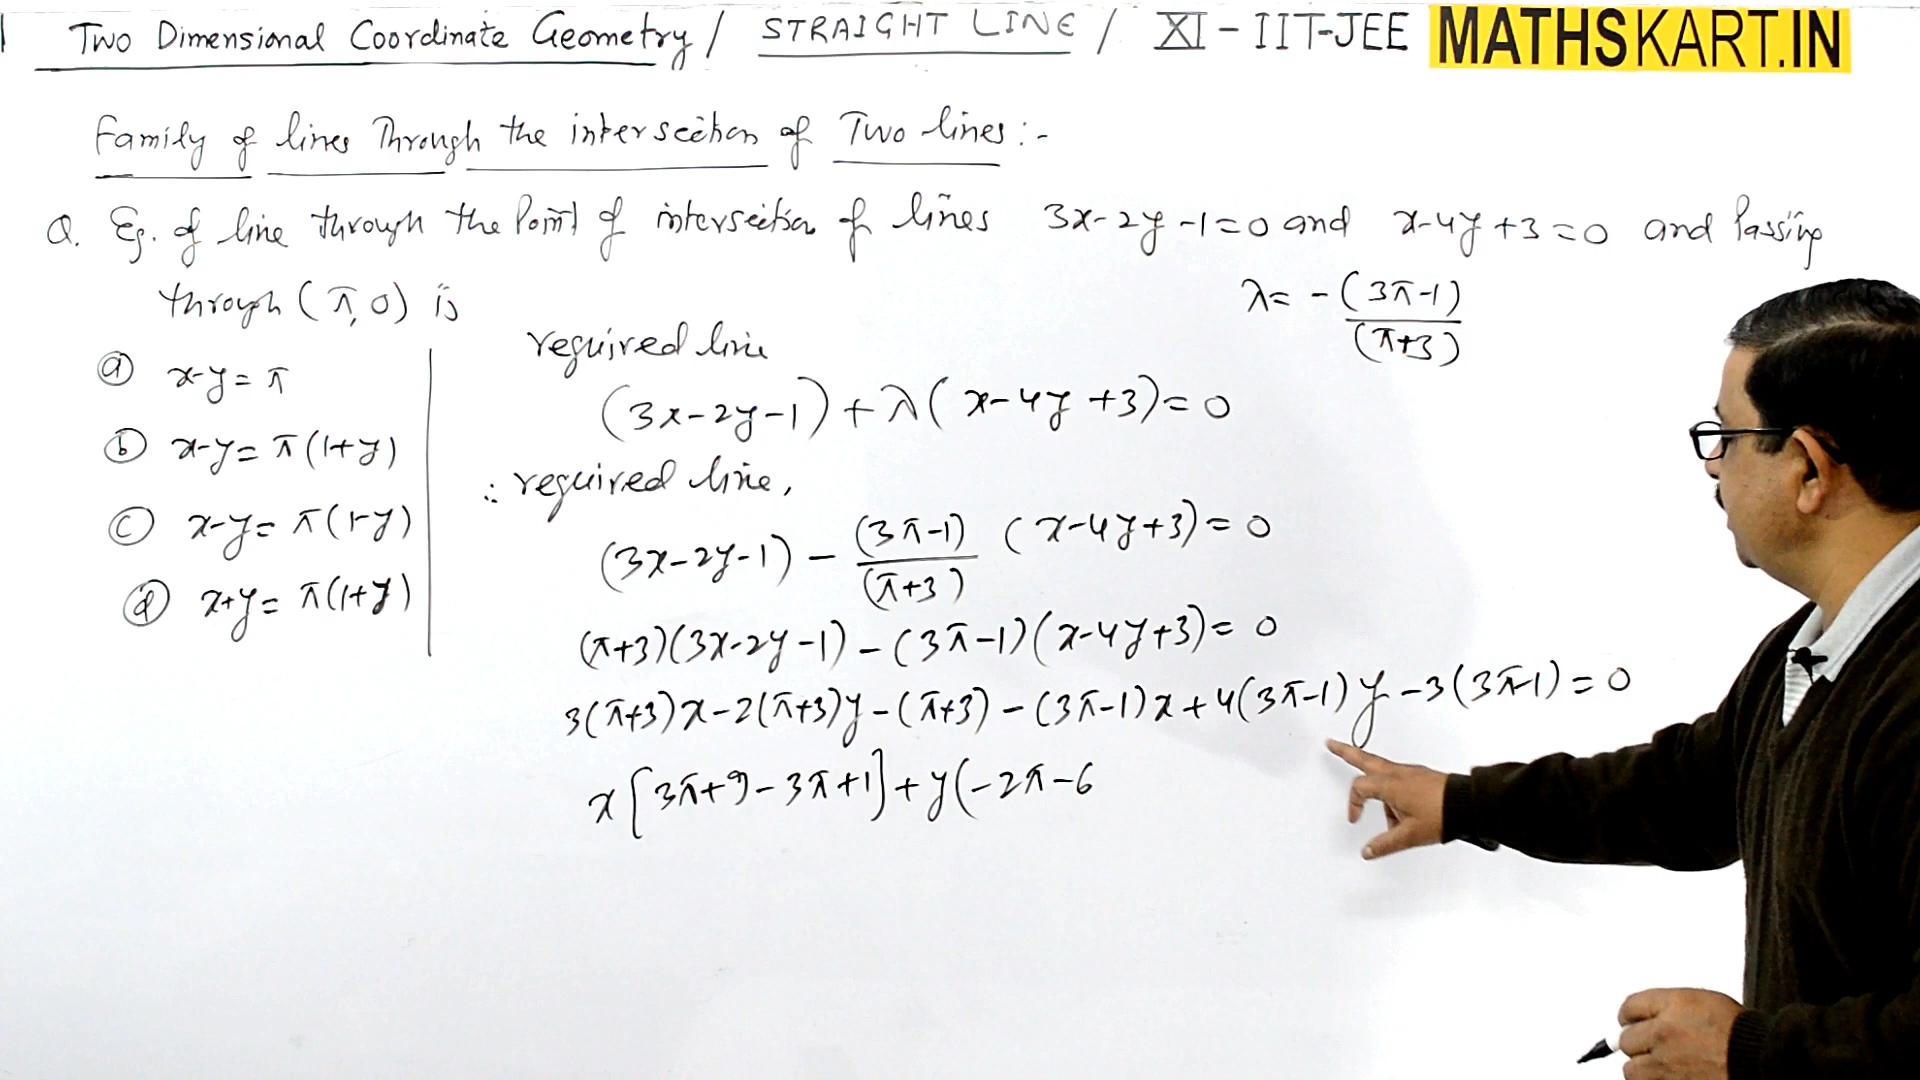 Two Dimensional Coordinate Geometry / STRAIGHT LINE / XI - IIT-JEE MATHSKART.IN
Family of lines Through the intersection of Two lines:-
Q. Eq. of line through the Point of intersection of lines 3x-2y-1=0 and x-4y+3=0 and Passing
through (π, 0) is
λ= -(3π-1)/(π+3)
ⓐ x-y=π
ⓑ x-y=π(1+y)
ⓒ x-y=π(1-y)
ⓓ x+y=π(1+y)
required line
(3x-2y-1)+λ(x-4y+3)=0
∴ required line,
(3x-2y-1) - (3π-1)/(π+3) (x-4y+3)=0
(π+3)(3x-2y-1)-(3π-1)(x-4y+3)=0
3(π+3)x-2(π+3)y-(π+3)-(3π-1)x+4(3π-1)y-3(3π-1)=0
x[3π+9-3π+1]+y(-2π-6